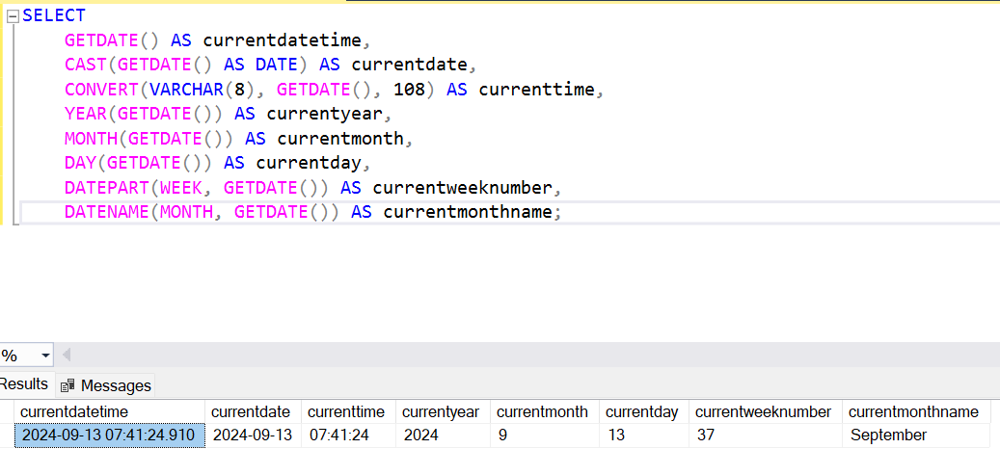 SELECT
GETDATE() AS currentdatetime,
CAST(GETDATE() AS DATE) AS currentdate,
CONVERT(VARCHAR(8), GETDATE(), 108) AS currenttime,
YEAR(GETDATE()) AS currentyear,
MONTH(GETDATE()) AS currentmonth,
DAY(GETDATE()) AS currentday,
DATEPART(WEEK, GETDATE()) AS currentweeknumber,
DATENAME(MONTH, GETDATE()) AS currentmonthname;
%
Results Messages
currentdatetime currentdate currenttime currentyear currentmonth currentday currentweeknumber currentmonthname
2024-09-13 07:41:24.910 2024-09-13 07:41:24 2024 9 13 37 September